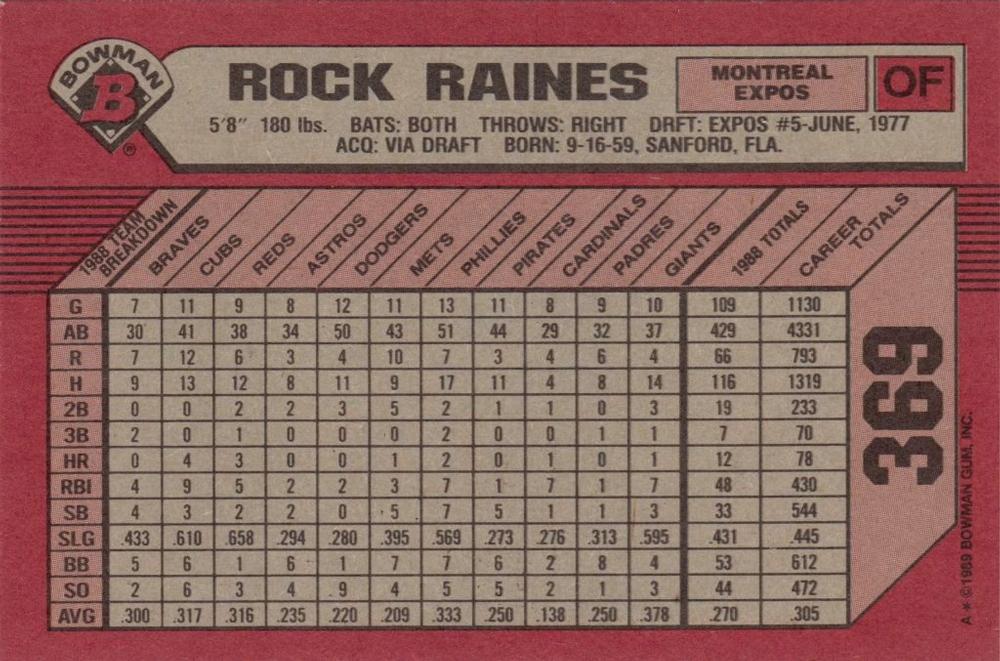 BOWMAN
B
®
ROCK RAINES
MONTREAL
EXPOS
OF
5'8" 180 lbs. BATS: BOTH THROWS: RIGHT DRFT: EXPOS #5-JUNE, 1977
ACQ: VIA DRAFT BORN: 9-16-59, SANFORD, FLA.
1988 TEAM
BREAKDOWN
BRAVES
CUBS
REDS
ASTROS
DODGERS
METS
PHILLIES
PIRATES
CARDINALS
PADRES
GIANTS
1988 TOTALS
CAREER
TOTALS
G 7 11 9 8 12 11 13 11 8 9 10 109 1130
AB 30 41 38 34 50 43 51 44 29 32 37 429 4331
R 7 12 6 3 4 10 7 3 4 6 4 66 793
H 9 13 12 8 11 9 17 11 4 8 14 116 1319
2B 0 0 2 2 3 5 2 1 1 0 3 19 233
3B 2 0 1 0 0 0 2 0 0 1 1 7 70
HR 0 4 3 0 0 1 2 0 1 0 1 12 78
RBI 4 9 5 2 2 3 7 1 7 1 7 48 430
SB 4 3 2 2 0 5 7 5 1 1 3 33 544
SLG .433 .610 .658 .294 .280 .395 .569 .273 .276 .313 .595 .431 .445
BB 5 6 1 6 1 7 7 6 2 8 4 53 612
SO 2 6 3 4 9 4 5 5 2 1 3 44 472
AVG .300 .317 .316 .235 .220 .209 .333 .250 .138 .250 .378 .270 .305
369
A * ©1989 BOWMAN GUM, INC.